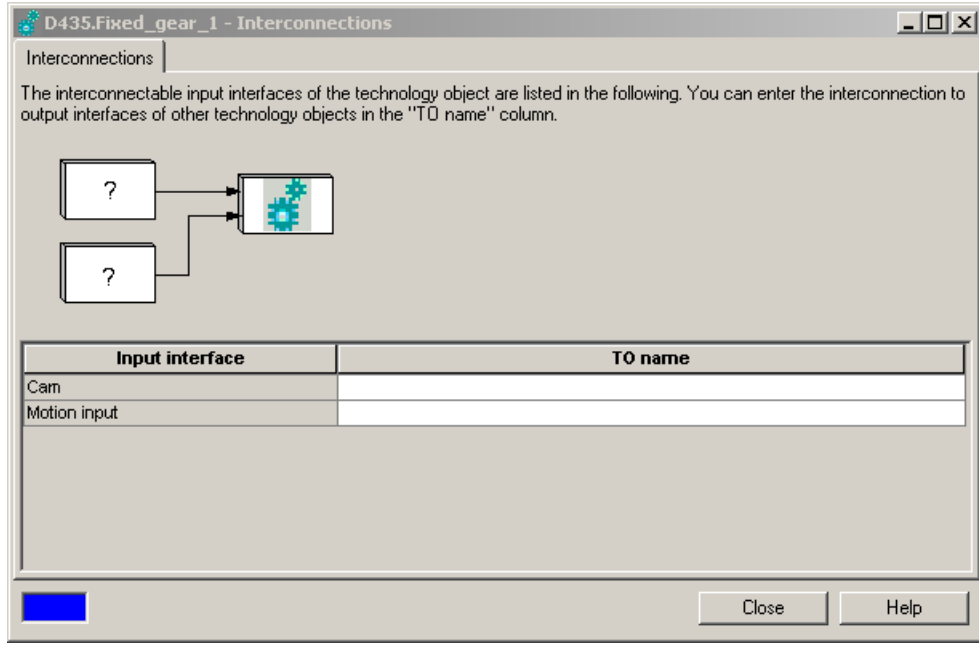 D435.Fixed_gear_1 - Interconnections
Interconnections
The interconnectable input interfaces of the technology object are listed in the following. You can enter the interconnection to
output interfaces of other technology objects in the "TO name" column.
?
?
Input interface TO name
Cam
Motion input
Close Help